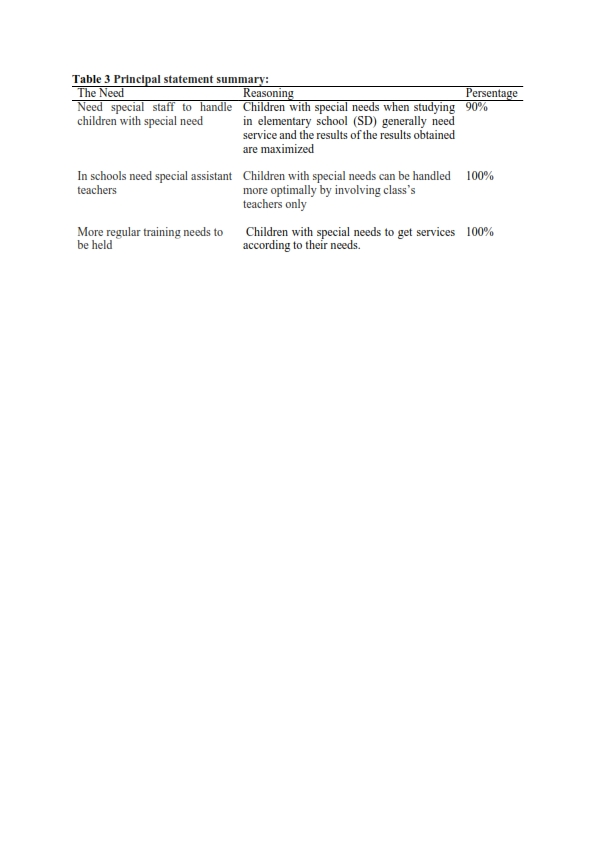 Table 3 Principal statement summary:
The Need Reasoning Persentage
Need special staff to handle Children with special needs when studying 90%
children with special need in elementary school (SD) generally need
service and the results of the results obtained
are maximized
In schools need special assistant Children with special needs can be handled 100%
teachers more optimally by involving class’s
teachers only
More regular training needs to Children with special needs to get services 100%
be held according to their needs.